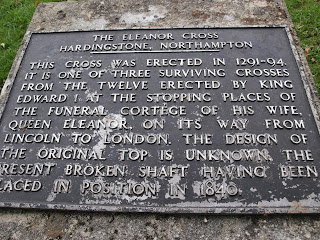 THE ELEANOR CROSS
HARDINGSTONE, NORTHAMPTON
THIS CROSS WAS ERECTED IN 1291-94.
IT IS ONE OF THREE SURVIVING CROSSES
FROM THE TWELVE ERECTED BY KING
EDWARD I AT THE STOPPING PLACES OF
THE FUNERAL CORTÈGE OF HIS WIFE,
QUEEN ELEANOR, ON ITS WAY FROM
LINCOLN TO LONDON. THE DESIGN OF
THE ORIGINAL TOP IS UNKNOWN. THE
PRESENT BROKEN SHAFT HAVING BEEN
PLACED IN POSITION IN 1840.